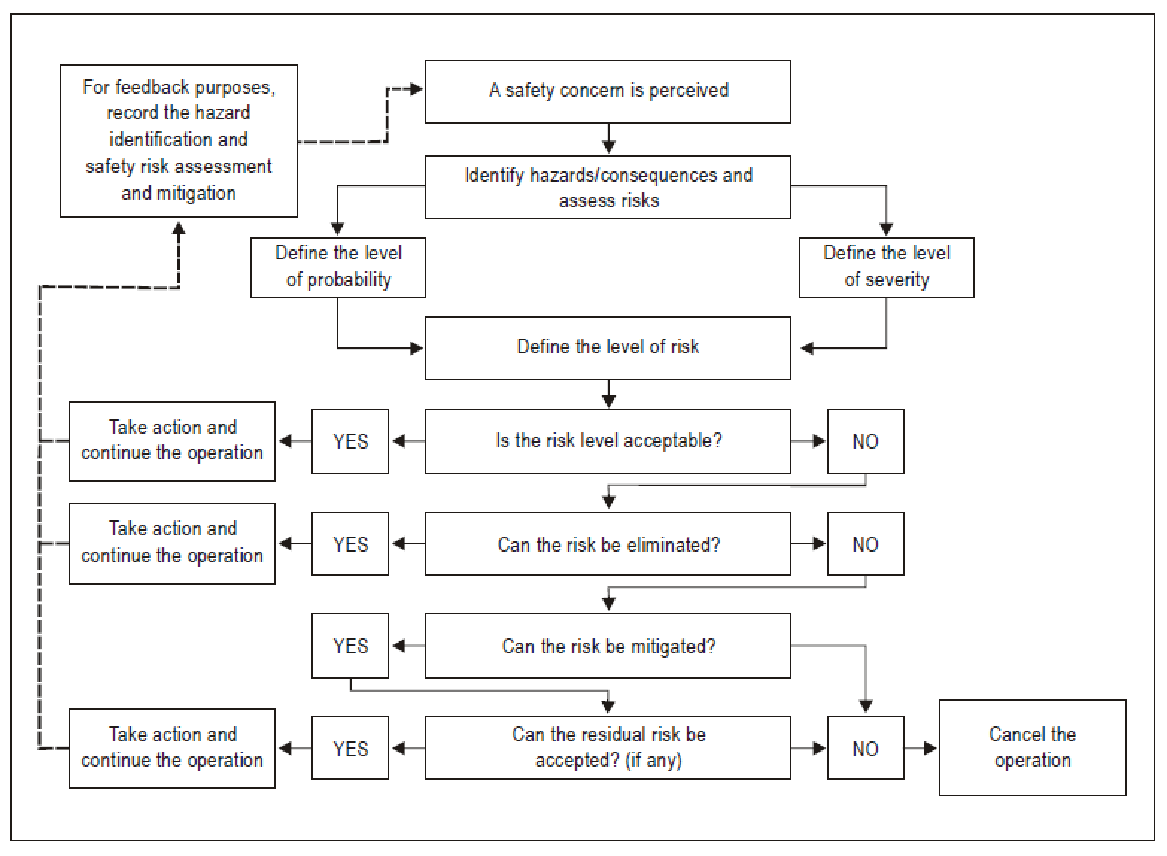 For feedback purposes,
record the hazard
identification and
safety risk assessment
and mitigation
A safety concern is perceived
Identify hazards/consequences and
assess risks
Define the level
of probability
Define the level
of severity
Define the level of risk
Take action and
continue the operation
YES
Is the risk level acceptable?
NO
Take action and
continue the operation
YES
Can the risk be eliminated?
NO
YES
Can the risk be mitigated?
Take action and
continue the operation
YES
Can the residual risk be
accepted? (if any)
NO
Cancel the
operation